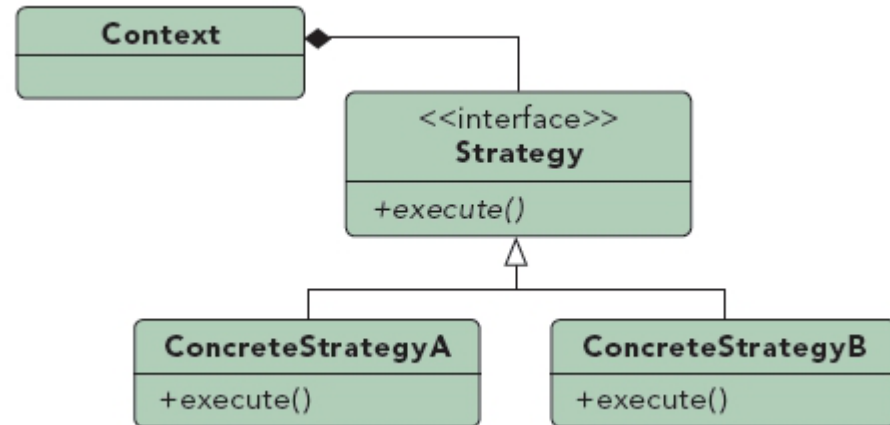 Context
<<interface>>
Strategy
+execute()
ConcreteStrategyA
+execute()
ConcreteStrategyB
+execute()